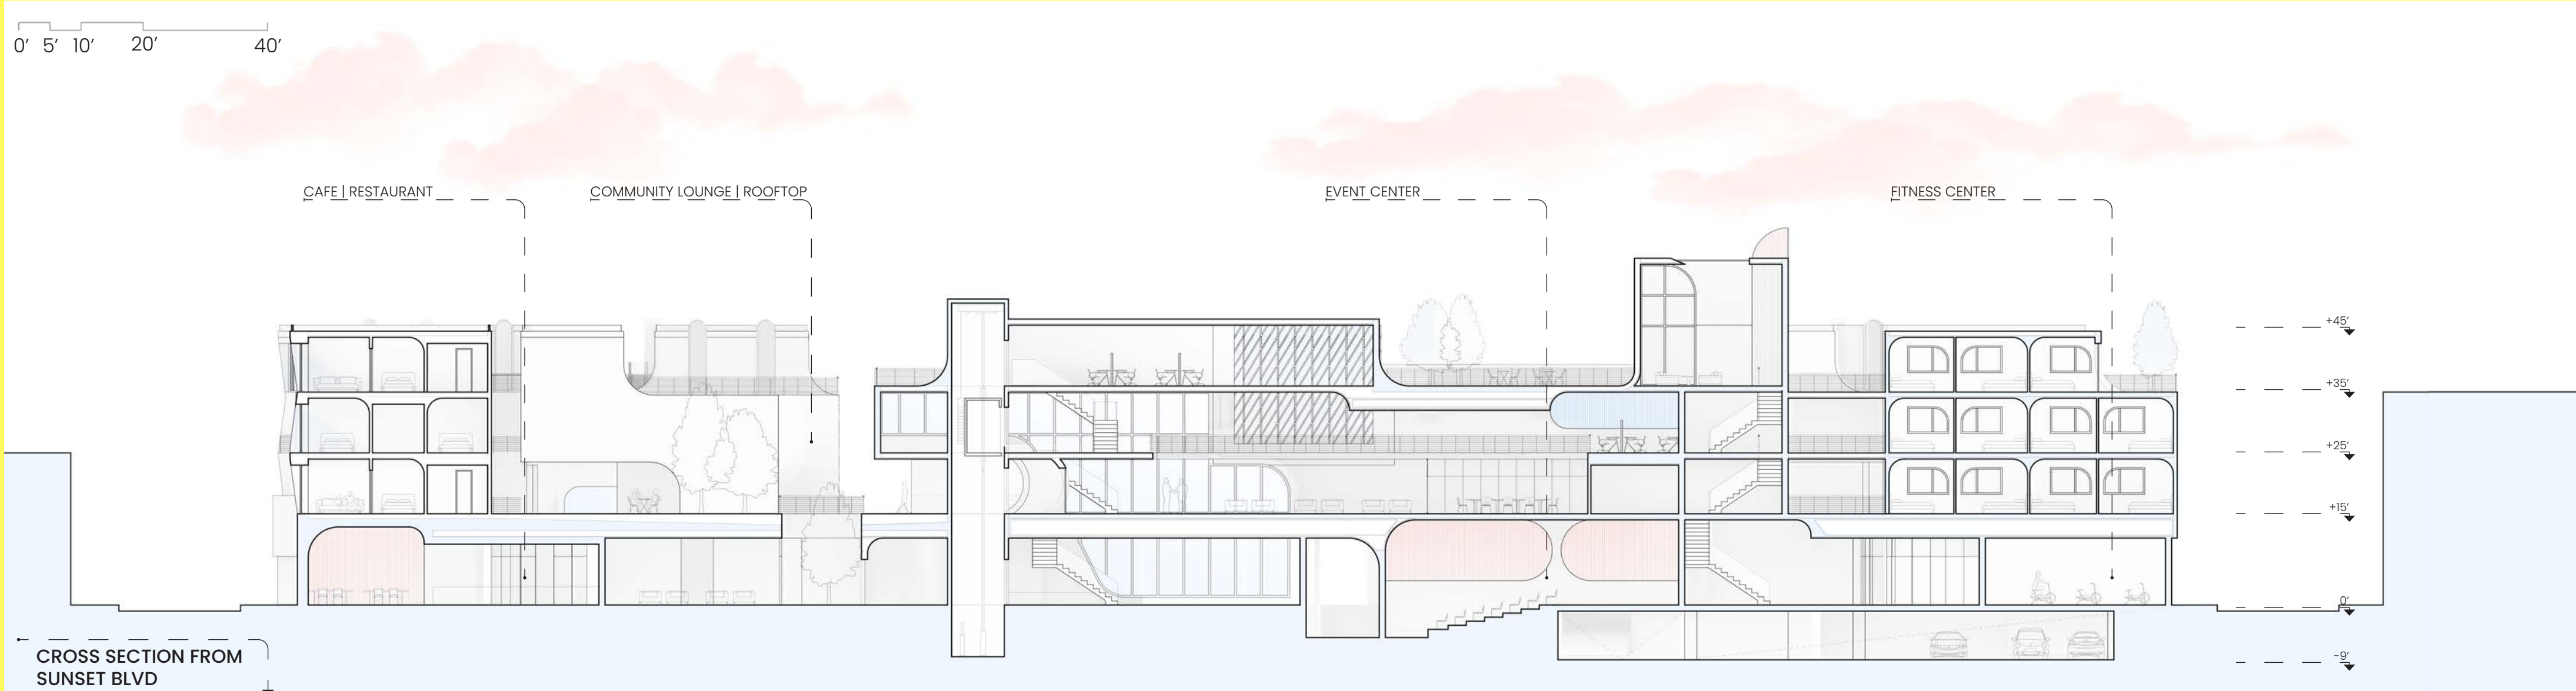 0' 5' 10' 20' 40'
CAFE | RESTAURANT
COMMUNITY LOUNGE | ROOFTOP
EVENT CENTER
FITNESS CENTER
+45'
+35'
+25'
+15'
0'
-9'
CROSS SECTION FROM
SUNSET BLVD